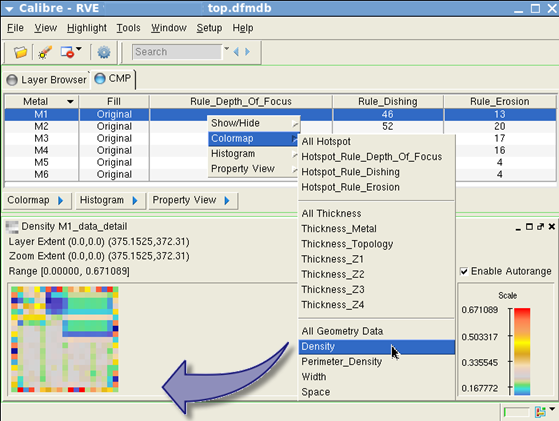 Calibre - RVE top.dfmdb
File View Highlight Tools Window Setup Help
Search
Layer Browser CMP
Metal Fill Rule_Depth_Of_Focus Rule_Dishing Rule_Erosion
M1 Original 46 13
M2 Original 52 20
M3 Original 17
M4 Original 16
M5 Original 4
M6 Original 4
Show/Hide
Colormap
Histogram
Property View
All Hotspot
Hotspot_Rule_Depth_Of_Focus
Hotspot_Rule_Dishing
Hotspot_Rule_Erosion
All Thickness
Thickness_Metal
Thickness_Topology
Thickness_Z1
Thickness_Z2
Thickness_Z3
Thickness_Z4
All Geometry Data
Density
Perimeter_Density
Width
Space
Colormap Histogram Property View
Density M1_data_detail
Layer Extent (0.0,0.0) (375.1525,372.31)
Zoom Extent (0.0,0.0) (375.1525,372.31)
Range [0.00000, 0.671089]
Enable Autorange
Scale
0.671089
0.503317
0.335545
0.167772